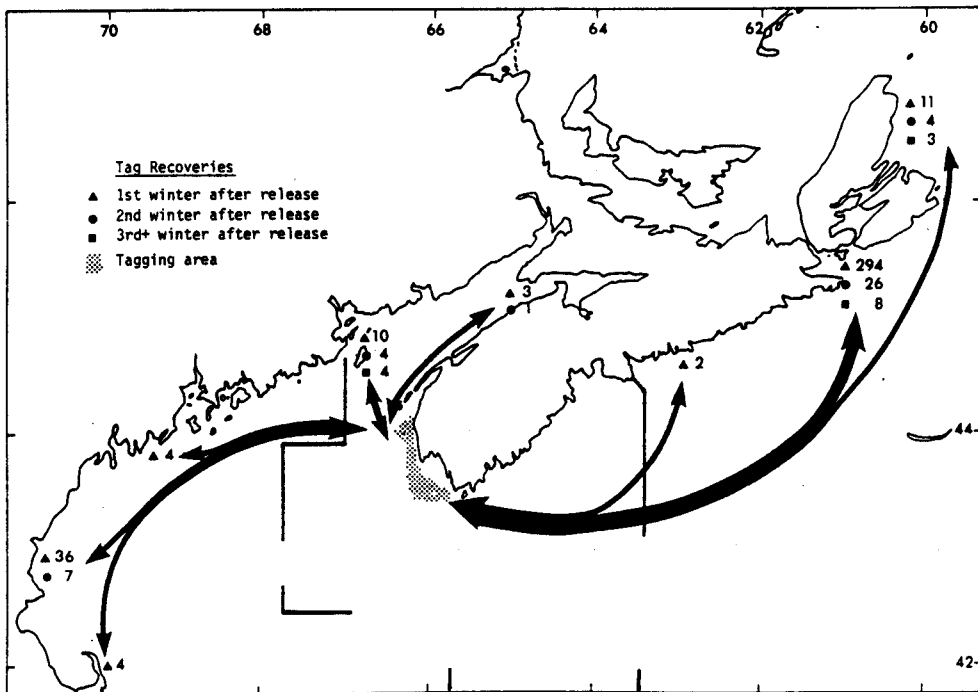 70 68 66 64 62 60
11
4
3
Tag Recoveries
1st winter after release
2nd winter after release
3rd+ winter after release
Tagging area
294
26
8
3
10
4
4
2
44
4
36
7
4
42